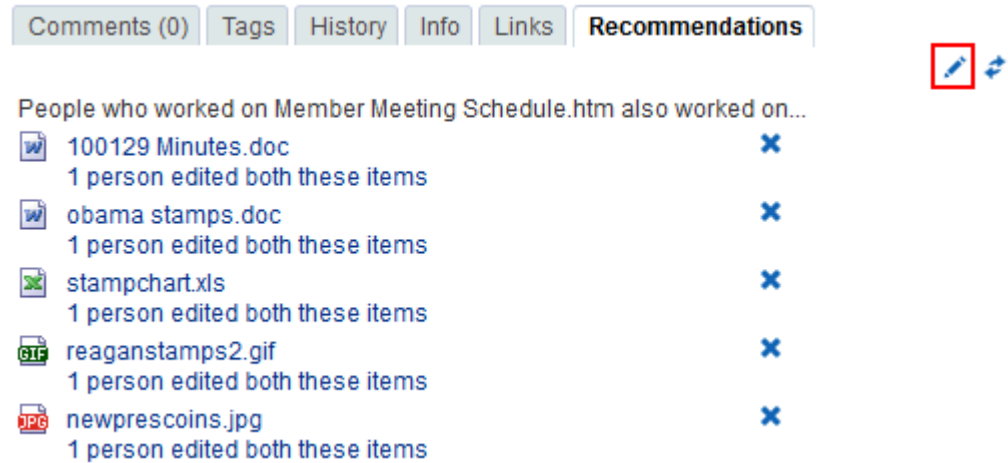 Comments (0) Tags History Info Links Recommendations
People who worked on Member Meeting Schedule.htm also worked on...
100129 Minutes.doc
1 person edited both these items
obama stamps.doc
1 person edited both these items
stampchart.xls
1 person edited both these items
GIF reaganstamps2.gif
1 person edited both these items
JPG newprescoins.jpg
1 person edited both these items